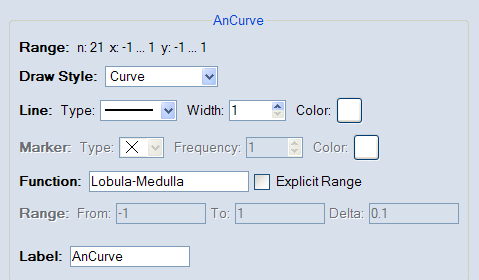 AnCurve
Range: n: 21 x: -1 ... 1 y: -1 ... 1
Draw Style: Curve
Line: Type: Width: 1 Color:
Marker: Type: Frequency: 1 Color:
Function: Lobula-Medulla Explicit Range
Range: From: -1 To: 1 Delta: 0.1
Label: AnCurve